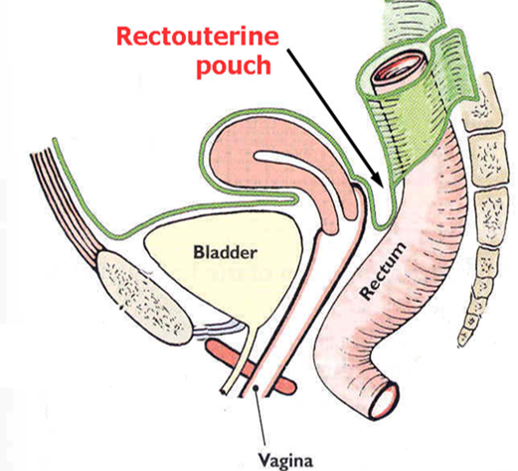 Rectouterine
pouch
Bladder
Rectum
Vagina